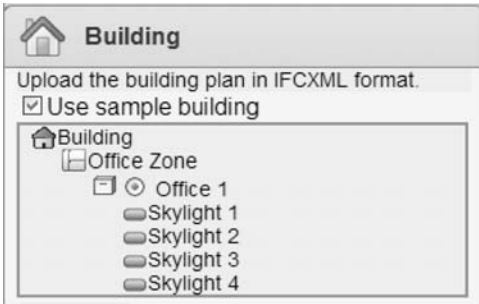 Building
Upload the building plan in IFCXML format.
Use sample building
Building
Office Zone
Office 1
Skylight 1
Skylight 2
Skylight 3
Skylight 4